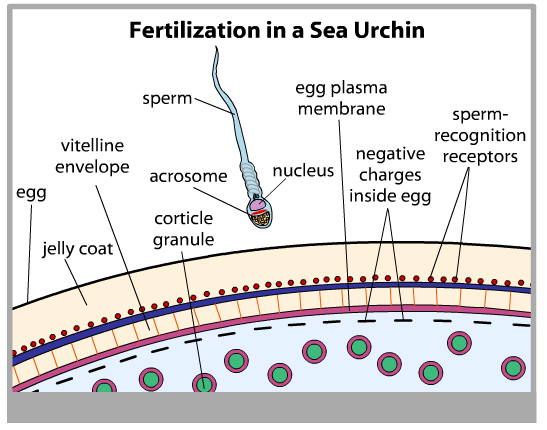 Fertilization in a Sea Urchin
sperm
egg plasma
membrane
sperm-
recognition
receptors
vitelline
envelope
acrosome
nucleus
negative
charges
inside egg
egg
corticle
granule
jelly coat